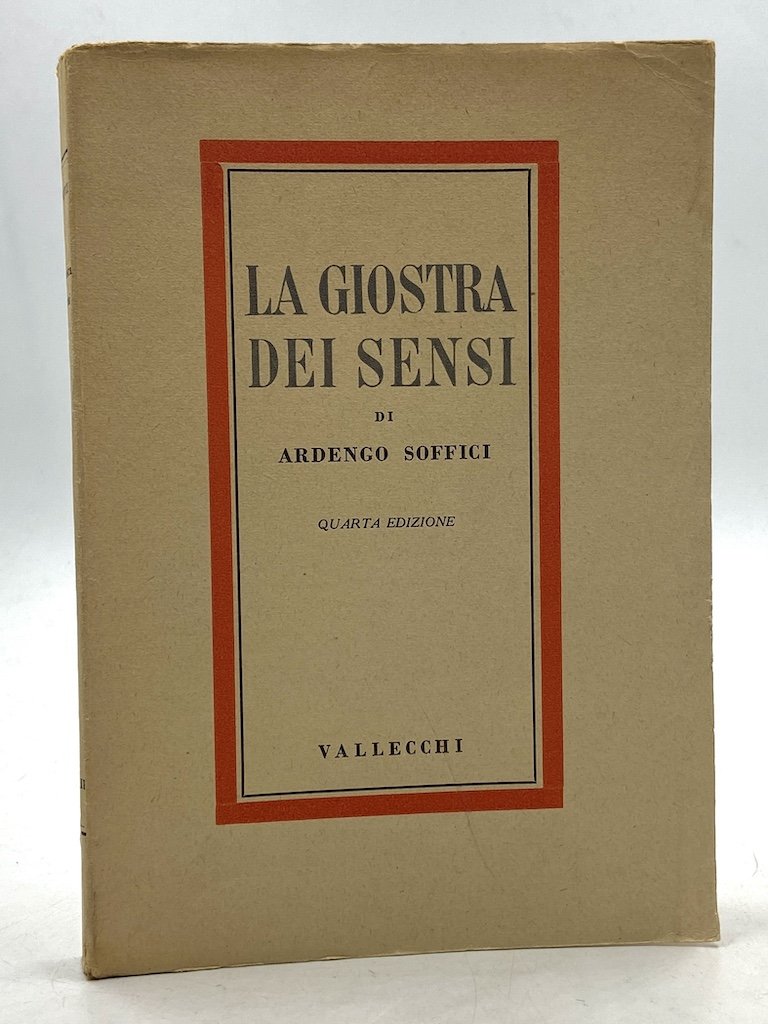 LA GIOSTRA
DEI SENSI
DI
ARDENGO SOFFICI
QUARTA EDIZIONE
VALLECCHI